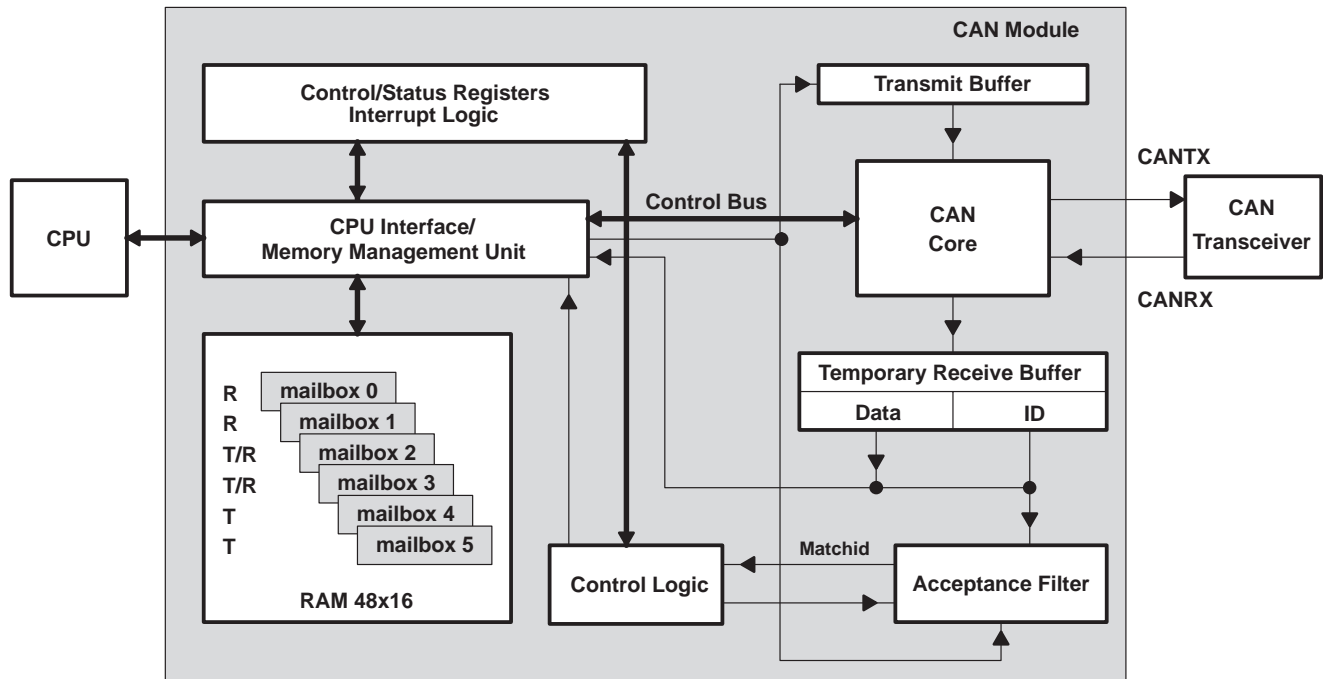 CAN Module
Control/Status Registers
Interrupt Logic
Transmit Buffer
CANTX
CPU
CPU Interface/
Memory Management Unit
Control Bus
CAN
Core
CAN
Transceiver
CANRX
Temporary Receive Buffer
Data
ID
R
mailbox 0
R
mailbox 1
T/R
mailbox 2
T/R
mailbox 3
T
mailbox 4
T
mailbox 5
RAM 48x16
Control Logic
Matchid
Acceptance Filter